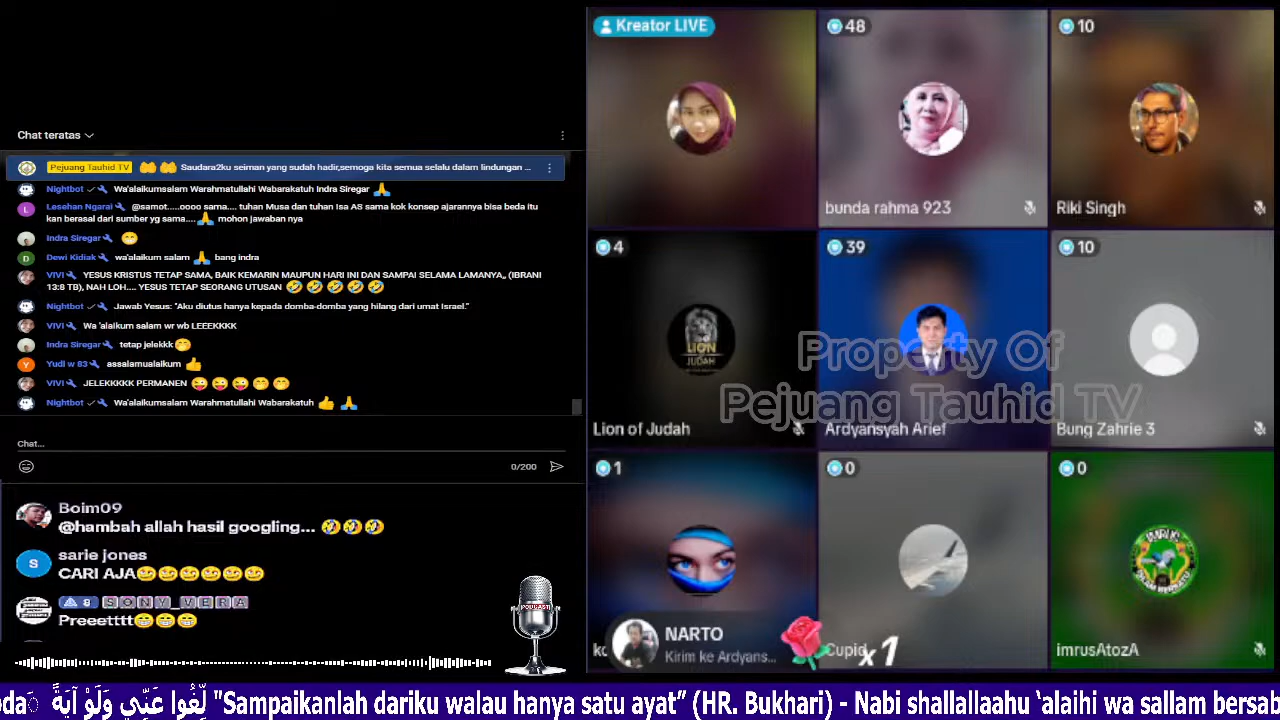 Chat teratas
Pejuang Tauhid TV Saudara2ku seiman yang sudah hadir,semoga kita semua selalu dalam lindungan ...
Nightbot Wa'alaikumsalam Warahmatullahi Wabarakatuh Indra Siregar
Lesehan Ngarai @samot.....oooo sama.... tuhan Musa dan tuhan Isa AS sama kok konsep ajarannya bisa beda itu
kan berasal dari sumber yg sama.... mohon jawaban nya
Indra Siregar
Dewi Kidiak wa'alaikum salam bang indra
VIVI YESUS KRISTUS TETAP SAMA, BAIK KEMARIN MAUPUN HARI INI DAN SAMPAI SELAMA LAMANYA,, (IBRANI
13:8 TB), NAH LOH.... YESUS TETAP SEORANG UTUSAN
Nightbot Jawab Yesus: "Aku diutus hanya kepada domba-domba yang hilang dari umat Israel."
VIVI Wa 'alaikum salam wr wb LEEEKKKK
Indra Siregar tetap jelekkk
Yudi w 83 assalamualaikum
VIVI JELEKKKKK PERMANEN
Nightbot Wa'alaikumsalam Warahmatullahi Wabarakatuh
Chat...
0/200
Boim09
@hambah allah hasil googling...
S sarie jones
CARI AJA
8 SONY_VERA
Preeetttt
PODCAST
Kreator LIVE
48
bunda rahma 923
10
Riki Singh
4
LION
JUDAH
Lion of Judah
39
Ardyansyah Arief
10
Bung Zahrie 3
Property Of
Pejuang Tauhid TV
1
NARTO
Kirim ke Ardyans...
0
Cupid
x1
0
imrusAtozA
"Sampaikanlah dariku walau hanya satu ayat" (HR. Bukhari) - Nabi shallallaahu 'alaihi wa sallam bersab